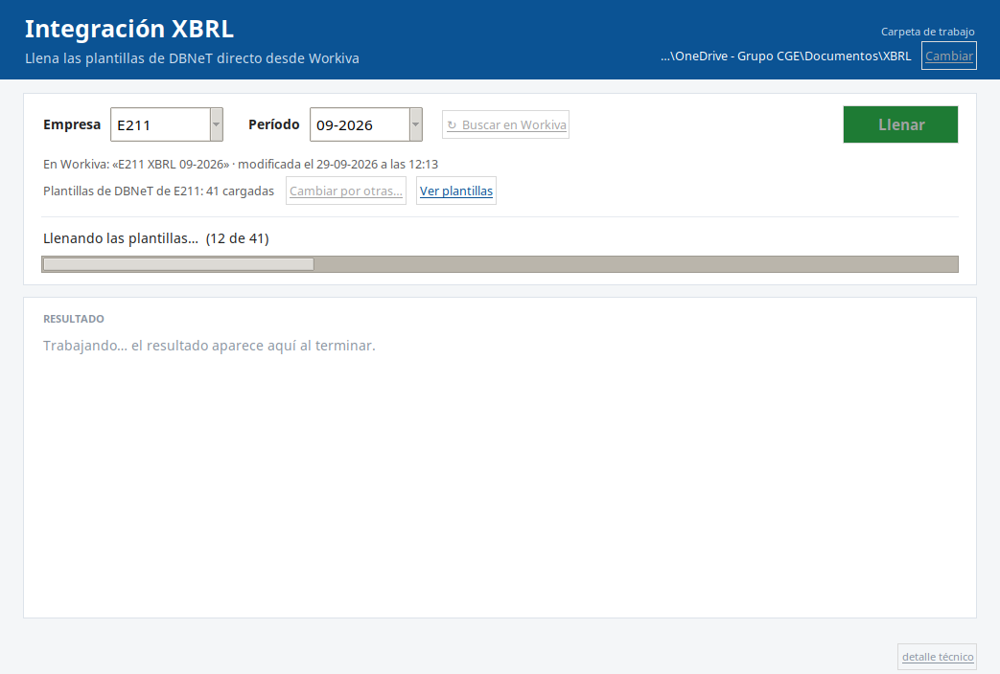 Integración XBRL
Llena las plantillas de DBNeT directo desde Workiva
Carpeta de trabajo
...\OneDrive - Grupo CGE\Documentos\XBRL Cambiar
Empresa E211 Período 09-2026 ↻ Buscar en Workiva Llenar
En Workiva: «E211 XBRL 09-2026» · modificada el 29-09-2026 a las 12:13
Plantillas de DBNeT de E211: 41 cargadas Cambiar por otras... Ver plantillas
Llenando las plantillas... (12 de 41)
RESULTADO
Trabajando... el resultado aparece aquí al terminar.
detalle técnico